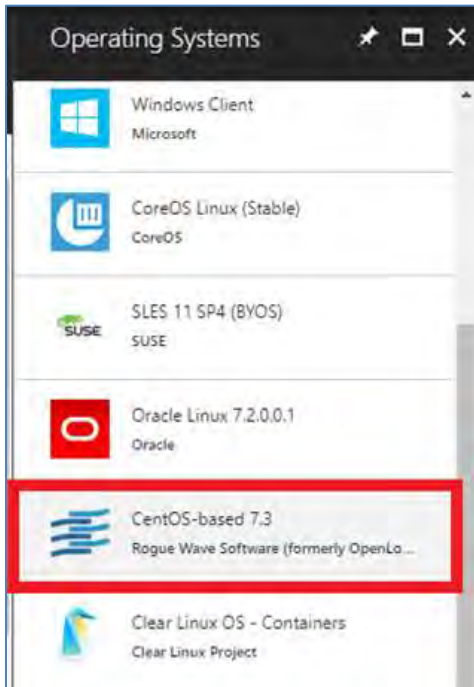 Operating Systems
Windows Client
Microsoft
CoreOS Linux (Stable)
CoreOS
SLES 11 SP4 (BYOS)
SUSE
SUSE
Oracle Linux 7.2.0.0.1
Oracle
CentOS-based 7.3
Rogue Wave Software (formerly OpenLo...
Clear Linux OS - Containers
Clear Linux Project